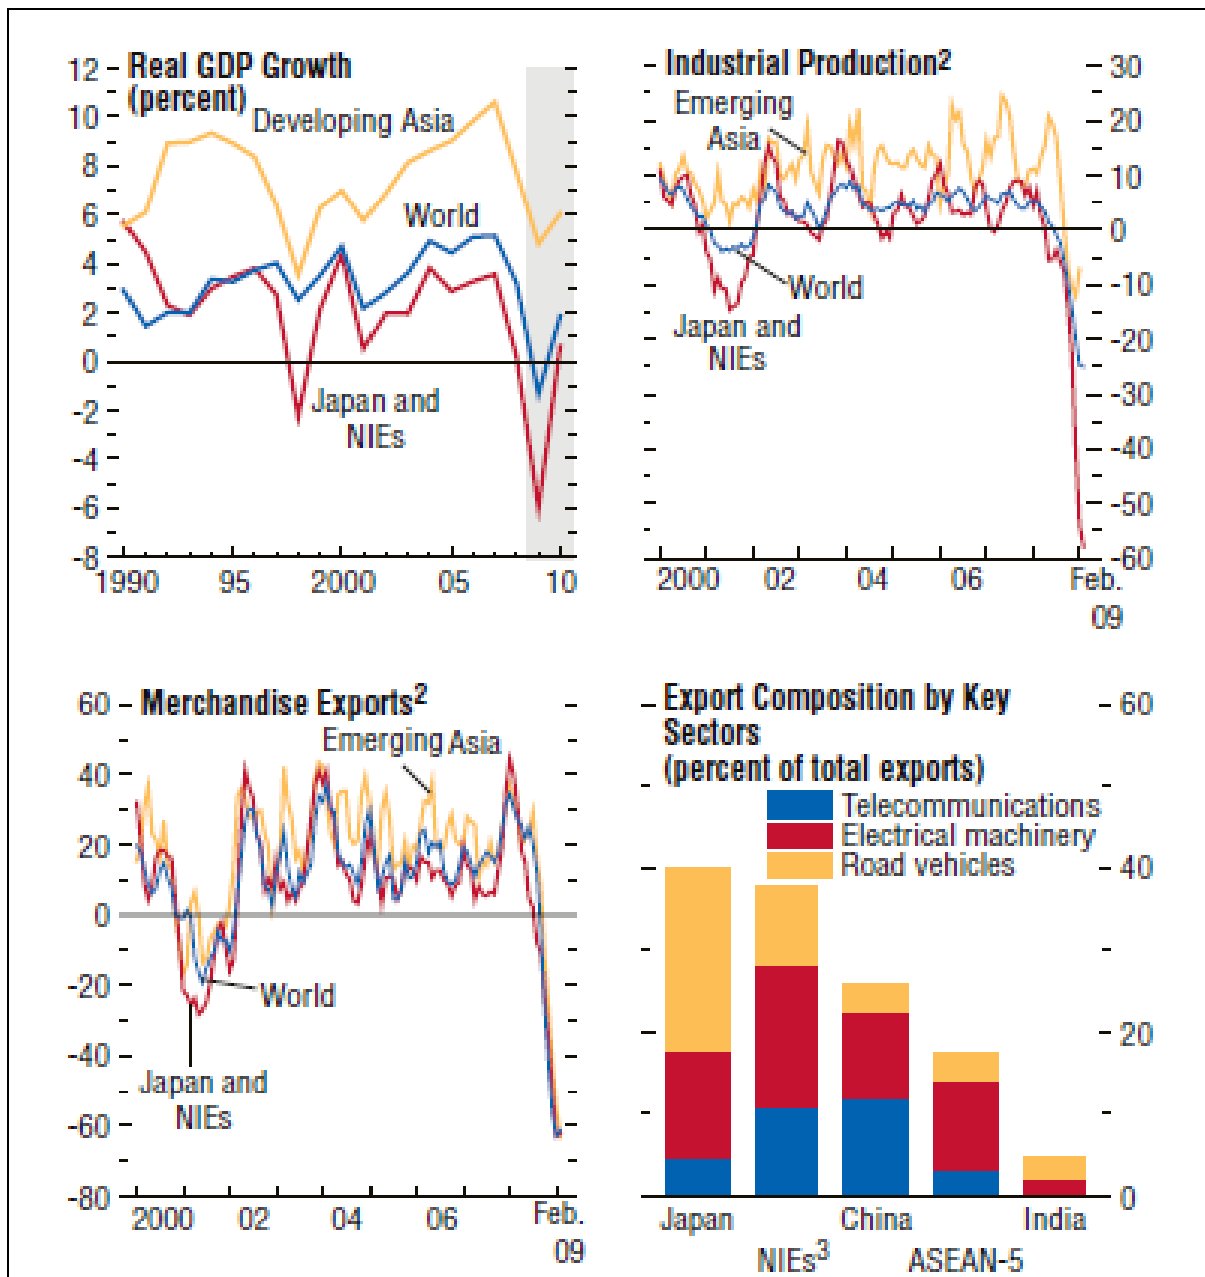 Real GDP Growth
(percent)
12
10
8
6
4
2
0
-2
-4
-6
-8
Developing Asia
World
Japan and
NIEs
1990 95 2000 05 10
Industrial Production2
30
20
10
0
-10
-20
-30
-40
-50
-60
Emerging
Asia
World
Japan and
NIEs
2000 02 04 06 Feb.
09
Merchandise Exports2
60
40
20
0
-20
-40
-60
-80
Emerging Asia
World
Japan and
NIEs
2000 02 04 06 Feb.
09
Export Composition by Key
Sectors
(percent of total exports)
Telecommunications
Electrical machinery
Road vehicles
60
40
20
0
Japan China India
NIEs3 ASEAN-5